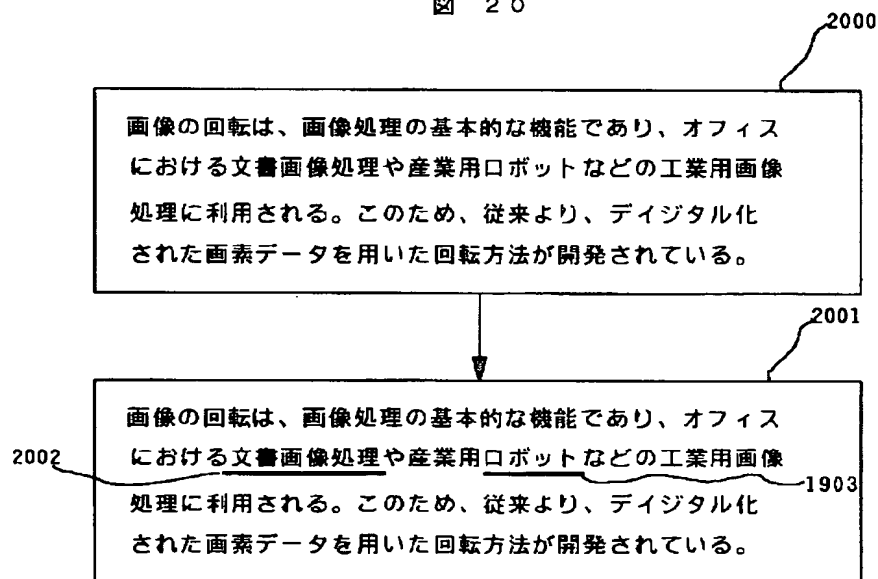 図 20
2000
画像の回転は、画像処理の基本的な機能であり、オフィス
における文書画像処理や産業用ロボットなどの工業用画像
処理に利用される。このため、従来より、デイジタル化
された画素データを用いた回転方法が開発されている。
2001
画像の回転は、画像処理の基本的な機能であり、オフィス
2002
における文書画像処理や産業用ロボットなどの工業用画像
1903
処理に利用される。このため、従来より、デイジタル化
された画素データを用いた回転方法が開発されている。